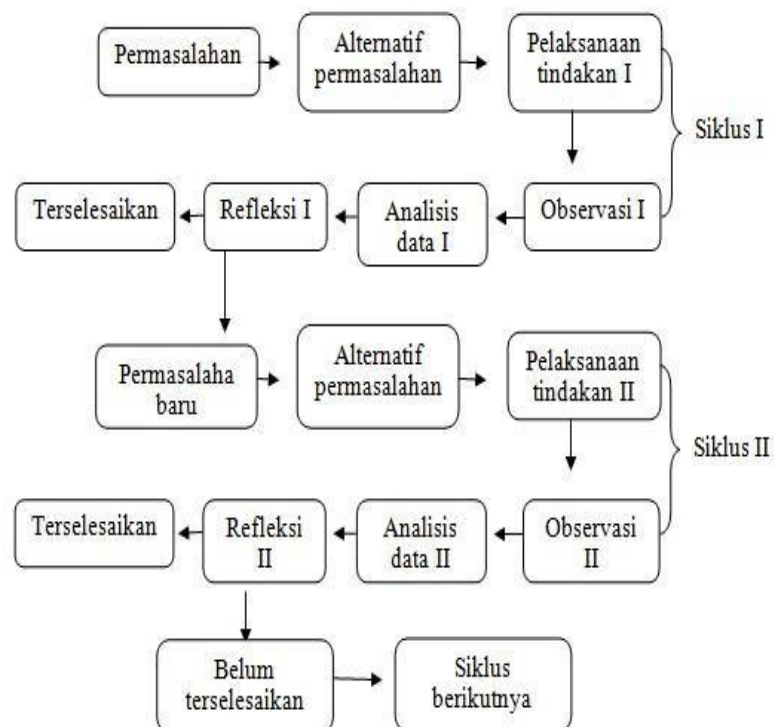 Permasalahan
Alternatif
permasalahan
Pelaksanaan
tindakan I
Siklus I
Terselesaikan
Refleksi I
Analisis
data I
Observasi I
Permasalaha
baru
Alternatif
permasalahan
Pelaksanaan
tindakan II
Siklus II
Terselesaikan
Refleksi
II
Analisis
data II
Observasi
II
Belum
terselesaikan
Siklus
berikutnya